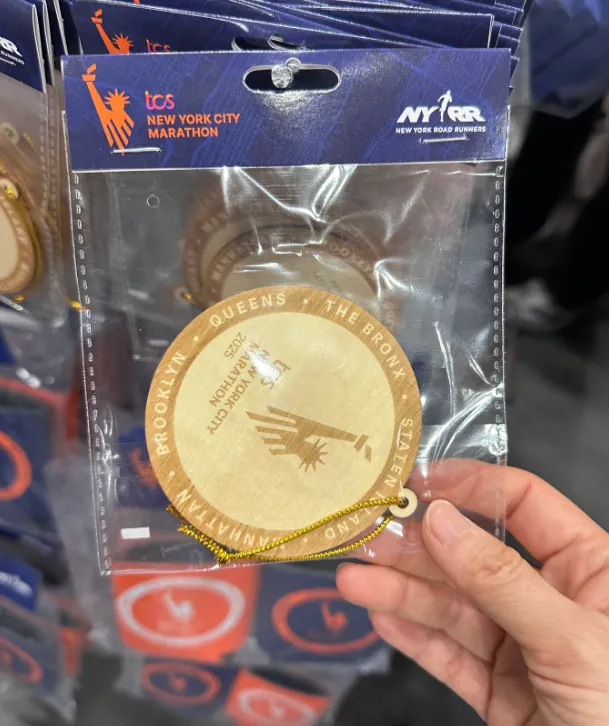 tcs
NEW YORK CITY
MARATHON
NYRR
NEW YORK ROAD RUNNERS
BROOKLYN • QUEENS • THE BRONX • STATEN LAND • MANHATTAN •
tcs
NEW YORK CITY
MARATHON
2025